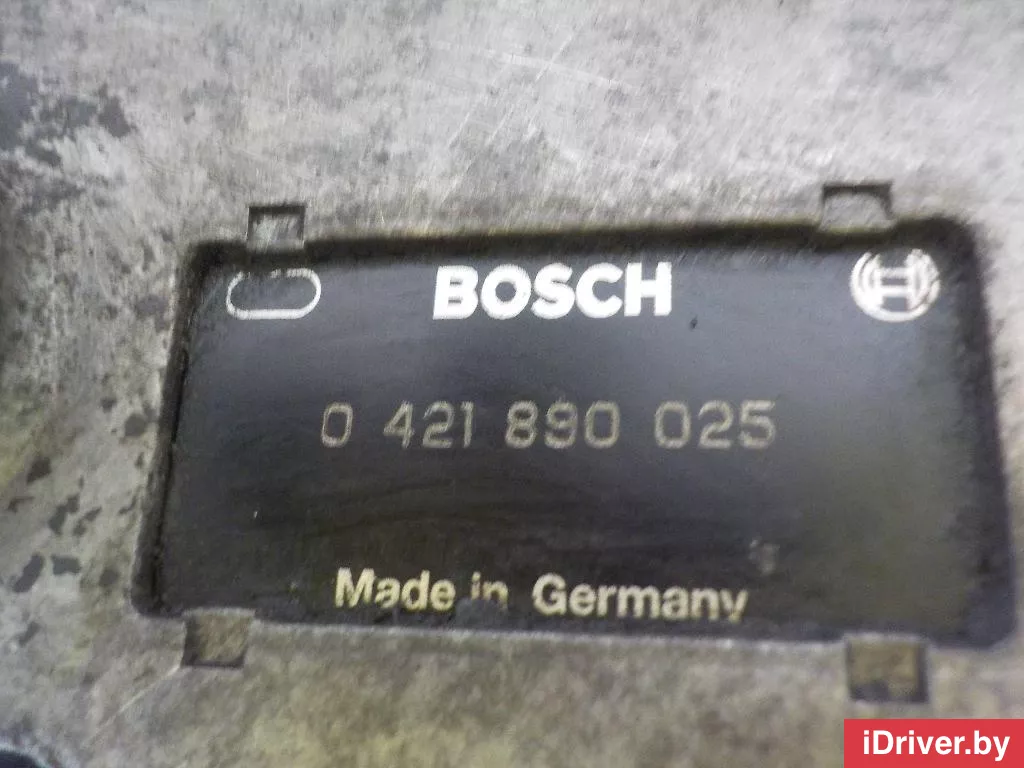 BOSCH
0 421 890 025
Made in Germany
iDriver.by